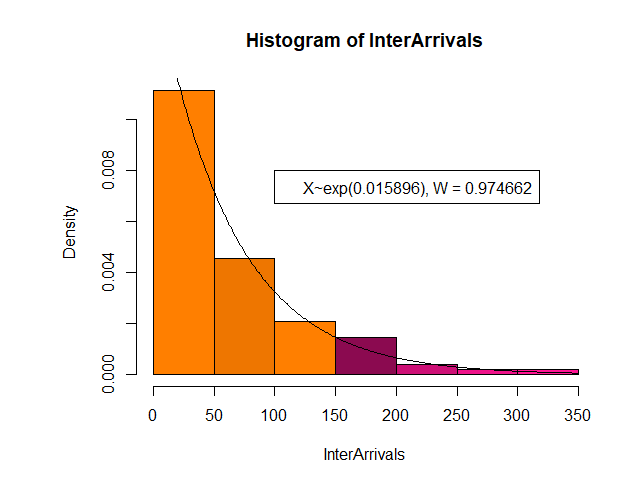 Histogram of InterArrivals
X~exp(0.015896), W = 0.974662
Density
0.008
0.004
0.000
0 50 100 150 200 250 300 350
InterArrivals